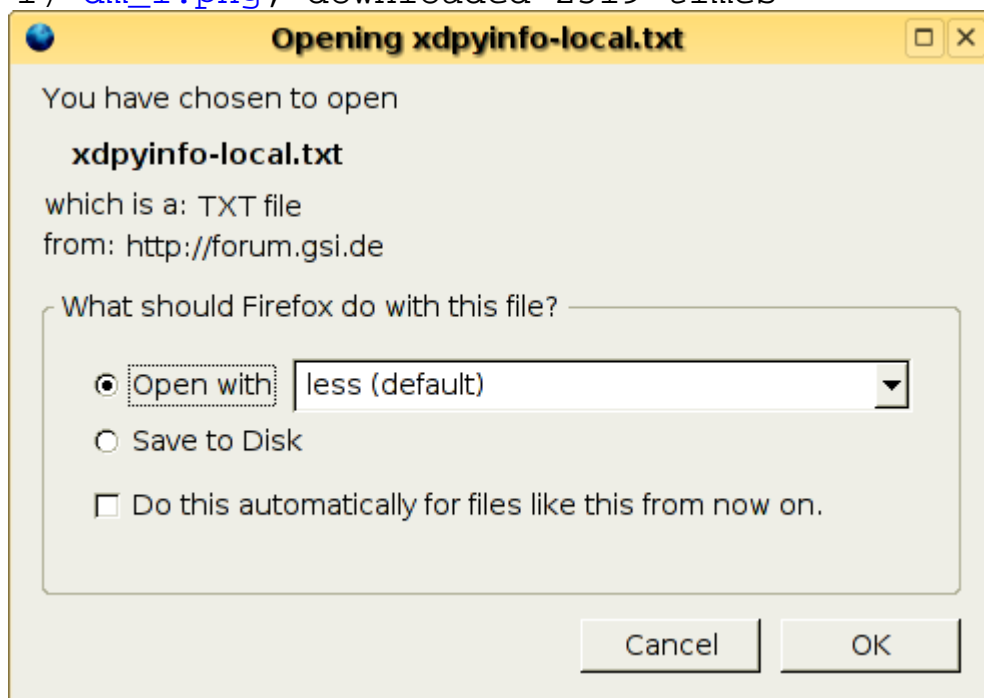 Opening xdpyinfo-local.txt
You have chosen to open
xdpyinfo-local.txt
which is a: TXT file
from: http://forum.gsi.de
What should Firefox do with this file?
Open with less (default)
Save to Disk
Do this automatically for files like this from now on.
Cancel OK